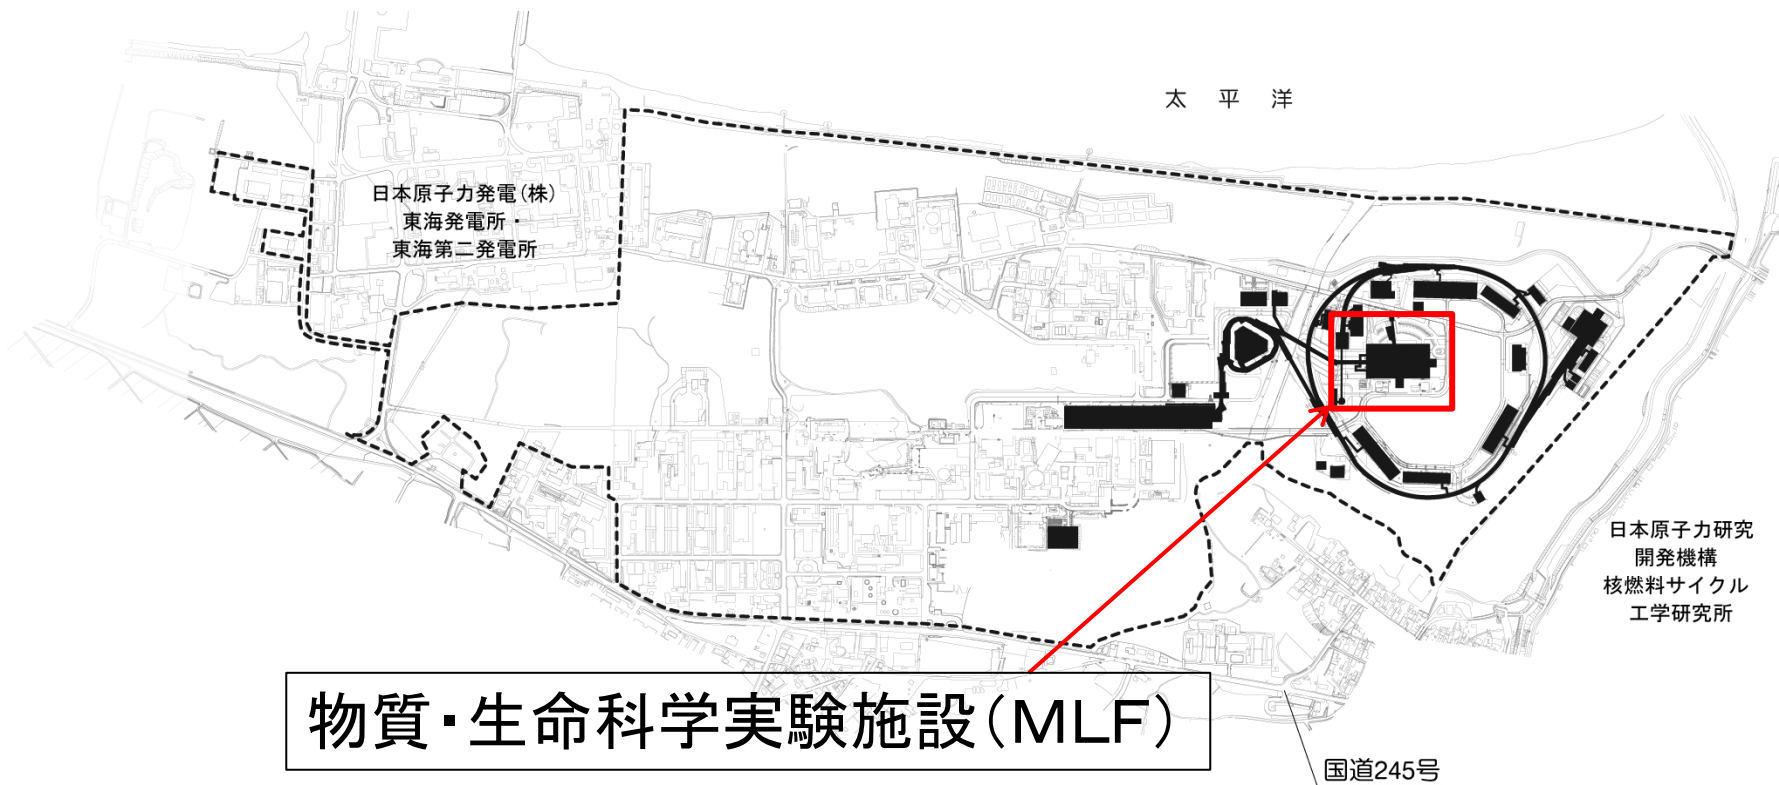 太 平 洋
日本原子力発電(株)
東海発電所・
東海第二発電所
日本原子力研究
開発機構
核燃料サイクル
工学研究所
物質・生命科学実験施設(MLF)
国道245号